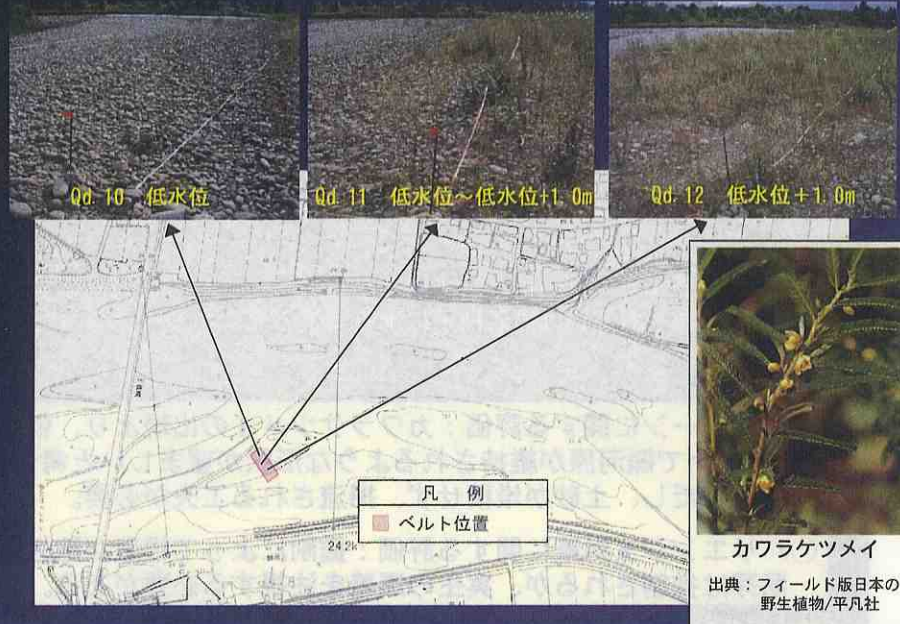 Qd. 10 低水位
Qd. 11 低水位～低水位+1.0m
Qd. 12 低水位+1.0m
凡 例
ベルト位置
24.2k
カワラケツメイ
出典：フィールド版日本の
野生植物/平凡社